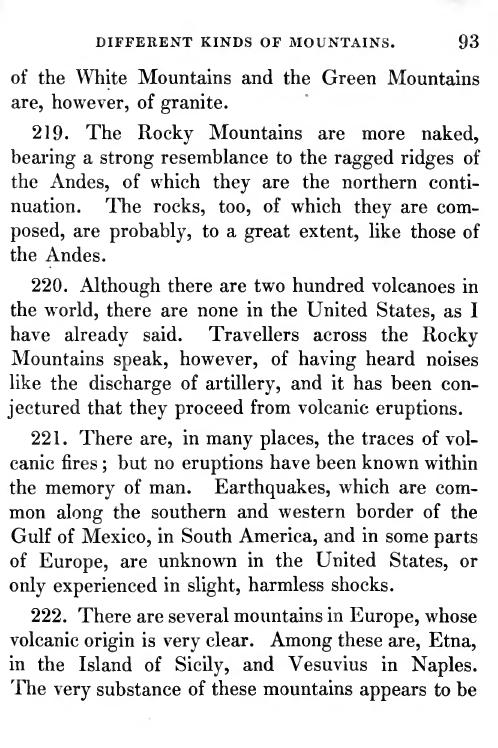 DIFFERENT KINDS OF MOUNTAINS. 93
of the White Mountains and the Green Mountains
are, however, of granite.
219. The Rocky Mountains are more naked,
bearing a strong resemblance to the ragged ridges of
the Andes, of which they are the northern conti-
nuation. The rocks, too, of which they are com-
posed, are probably, to a great extent, like those of
the Andes.
220. Although there are two hundred volcanoes in
the world, there are none in the United States, as I
have already said. Travellers across the Rocky
Mountains speak, however, of having heard noises
like the discharge of artillery, and it has been con-
jectured that they proceed from volcanic eruptions.
221. There are, in many places, the traces of vol-
canic fires; but no eruptions have been known within
the memory of man. Earthquakes, which are com-
mon along the southern and western border of the
Gulf of Mexico, in South America, and in some parts
of Europe, are unknown in the United States, or
only experienced in slight, harmless shocks.
222. There are several mountains in Europe, whose
volcanic origin is very clear. Among these are, Etna,
in the Island of Sicily, and Vesuvius in Naples.
The very substance of these mountains appears to be